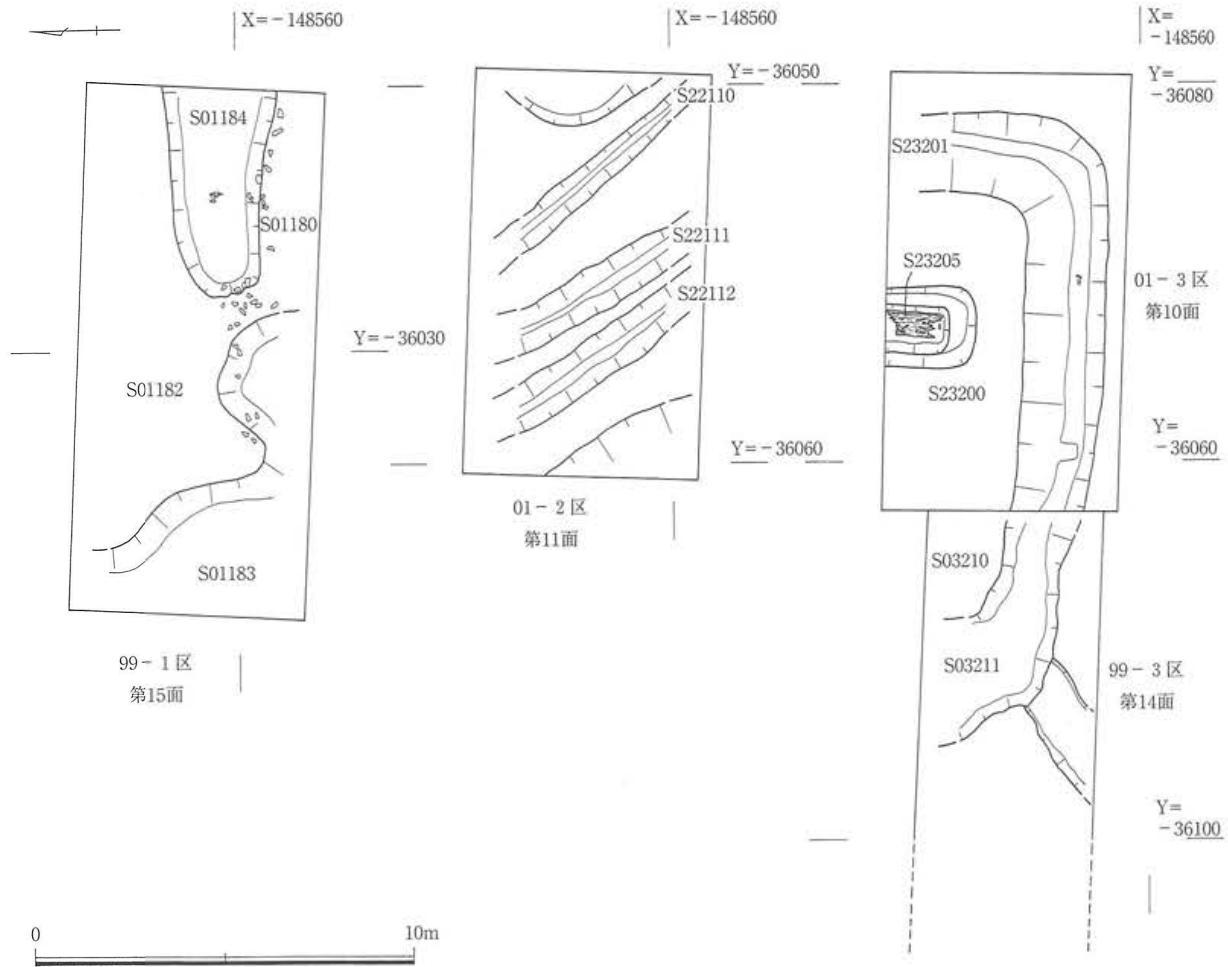 X=-148560
S01184
S01180
S01182
S01183
Y=-36030
99-1区
第15面
X=-148560
Y=-36050
S22110
S22111
S22112
Y=-36060
01-2区
第11面
X=
-148560
Y=
-36080
S23201
S23205
S23200
01-3区
第10面
Y=
-36060
S03210
S03211
99-3区
第14面
Y=
-36100
0
10m